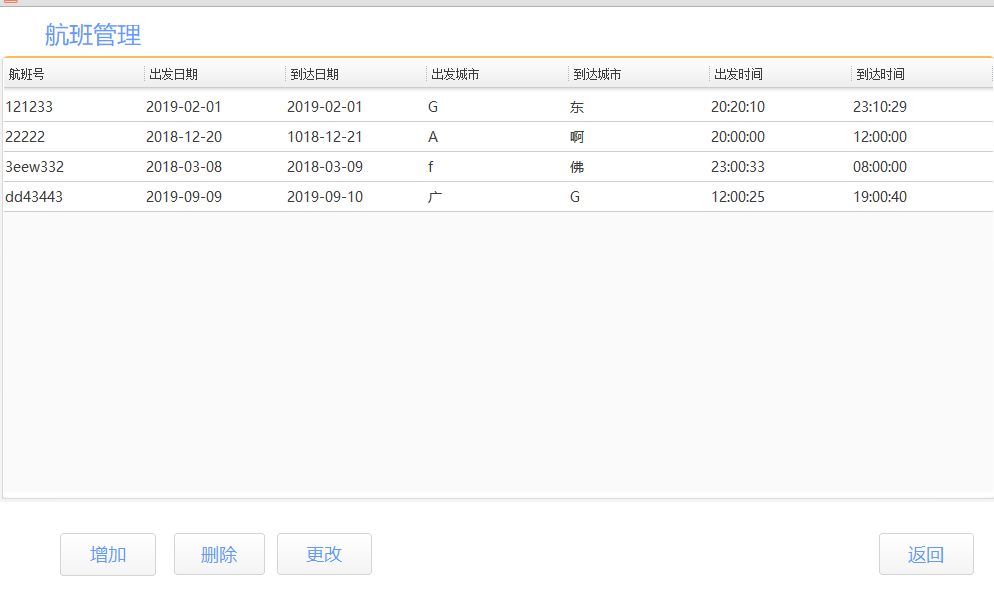 航班管理
航班号 出发日期 到达日期 出发城市 到达城市 出发时间 到达时间
121233 2019-02-01 2019-02-01 G 东 20:20:10 23:10:29
22222 2018-12-20 1018-12-21 A 啊 20:00:00 12:00:00
3eew332 2018-03-08 2018-03-09 f 佛 23:00:33 08:00:00
dd43443 2019-09-09 2019-09-10 广 G 12:00:25 19:00:40
增加 删除 更改 返回